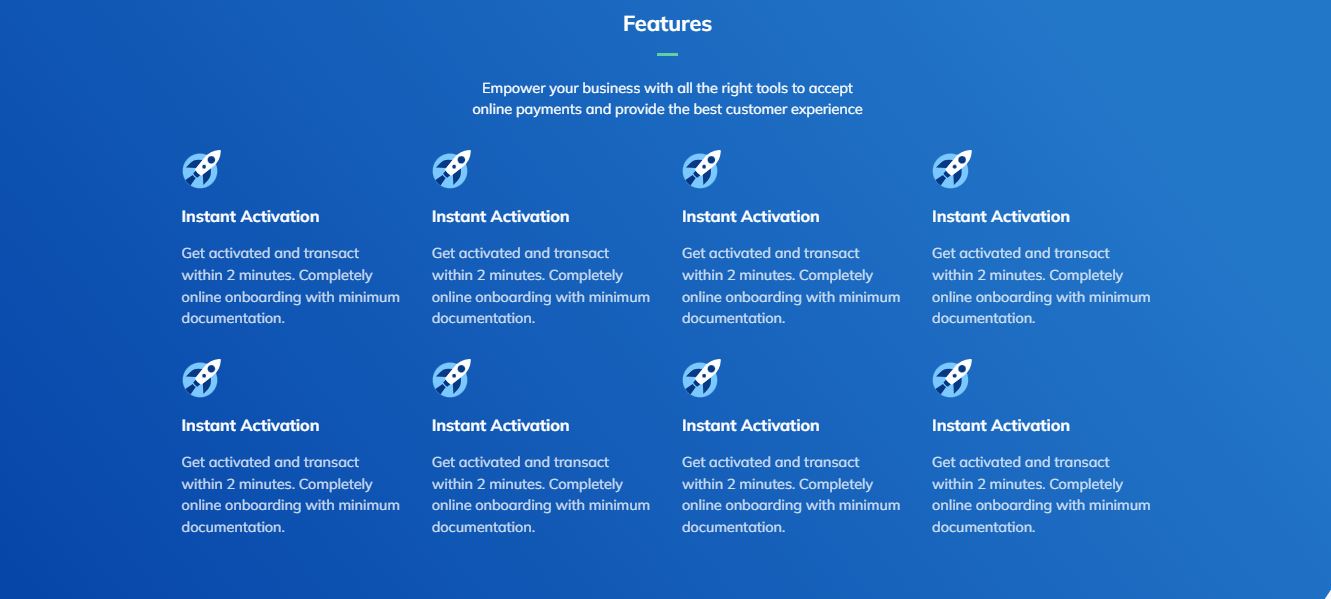 Features
Empower your business with all the right tools to accept
online payments and provide the best customer experience
Instant Activation
Get activated and transact
within 2 minutes. Completely
online onboarding with minimum
documentation.
Instant Activation
Get activated and transact
within 2 minutes. Completely
online onboarding with minimum
documentation.
Instant Activation
Get activated and transact
within 2 minutes. Completely
online onboarding with minimum
documentation.
Instant Activation
Get activated and transact
within 2 minutes. Completely
online onboarding with minimum
documentation.
Instant Activation
Get activated and transact
within 2 minutes. Completely
online onboarding with minimum
documentation.
Instant Activation
Get activated and transact
within 2 minutes. Completely
online onboarding with minimum
documentation.
Instant Activation
Get activated and transact
within 2 minutes. Completely
online onboarding with minimum
documentation.
Instant Activation
Get activated and transact
within 2 minutes. Completely
online onboarding with minimum
documentation.